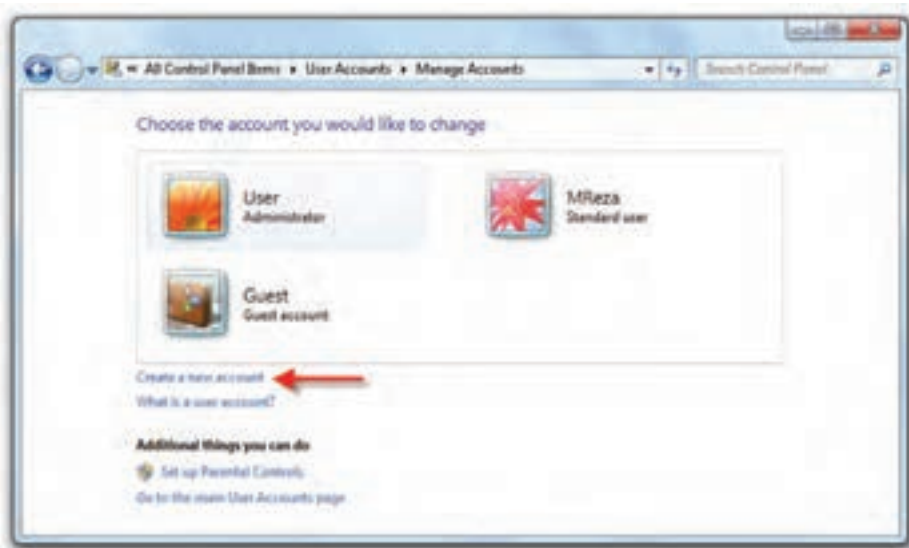 All Control Panel Items ▸ User Accounts ▸ Manage Accounts
Search Control Panel
Choose the account you would like to change
User
Administrator
MReza
Standard user
Guest
Guest account
Create a new account
What is a user account?
Additional things you can do
Set up Parental Controls
Go to the main User Accounts page